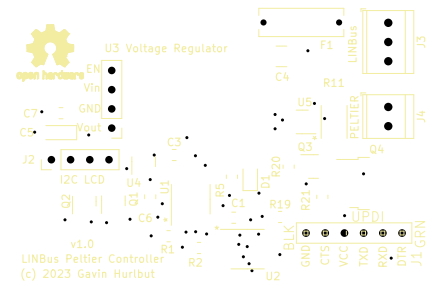 U3 Voltage Regulator
F1
LINBus
J3
open hardware
EN
C4
Vin
R11
C7
GND
U5
PELTIER
J4
C5
Vout
C3
Q3
Q4
J2
I2C LCD
U4
R20
D1
U1
R5
Q2
Q1
C1
R19
R21
C6
UPDI
v1.0
R1
R2
BLK
GRN
J1
LINBus Peltier Controller
GND
CTS
VCC
TXD
RXD
DTR
(c) 2023 Gavin Hurlbut
U2